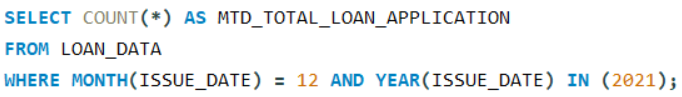 SELECT COUNT(*) AS MTD_TOTAL_LOAN_APPLICATION
FROM LOAN_DATA
WHERE MONTH(ISSUE_DATE) = 12 AND YEAR(ISSUE_DATE) IN (2021);